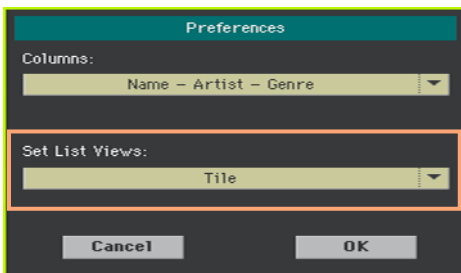 Preferences
Columns:
Name - Artist - Genre
Set List Views:
Tile
Cancel OK